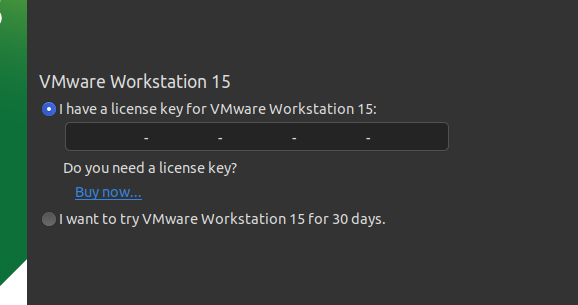 VMware Workstation 15
I have a license key for VMware Workstation 15:
- - - -
Do you need a license key?
Buy now...
I want to try VMware Workstation 15 for 30 days.